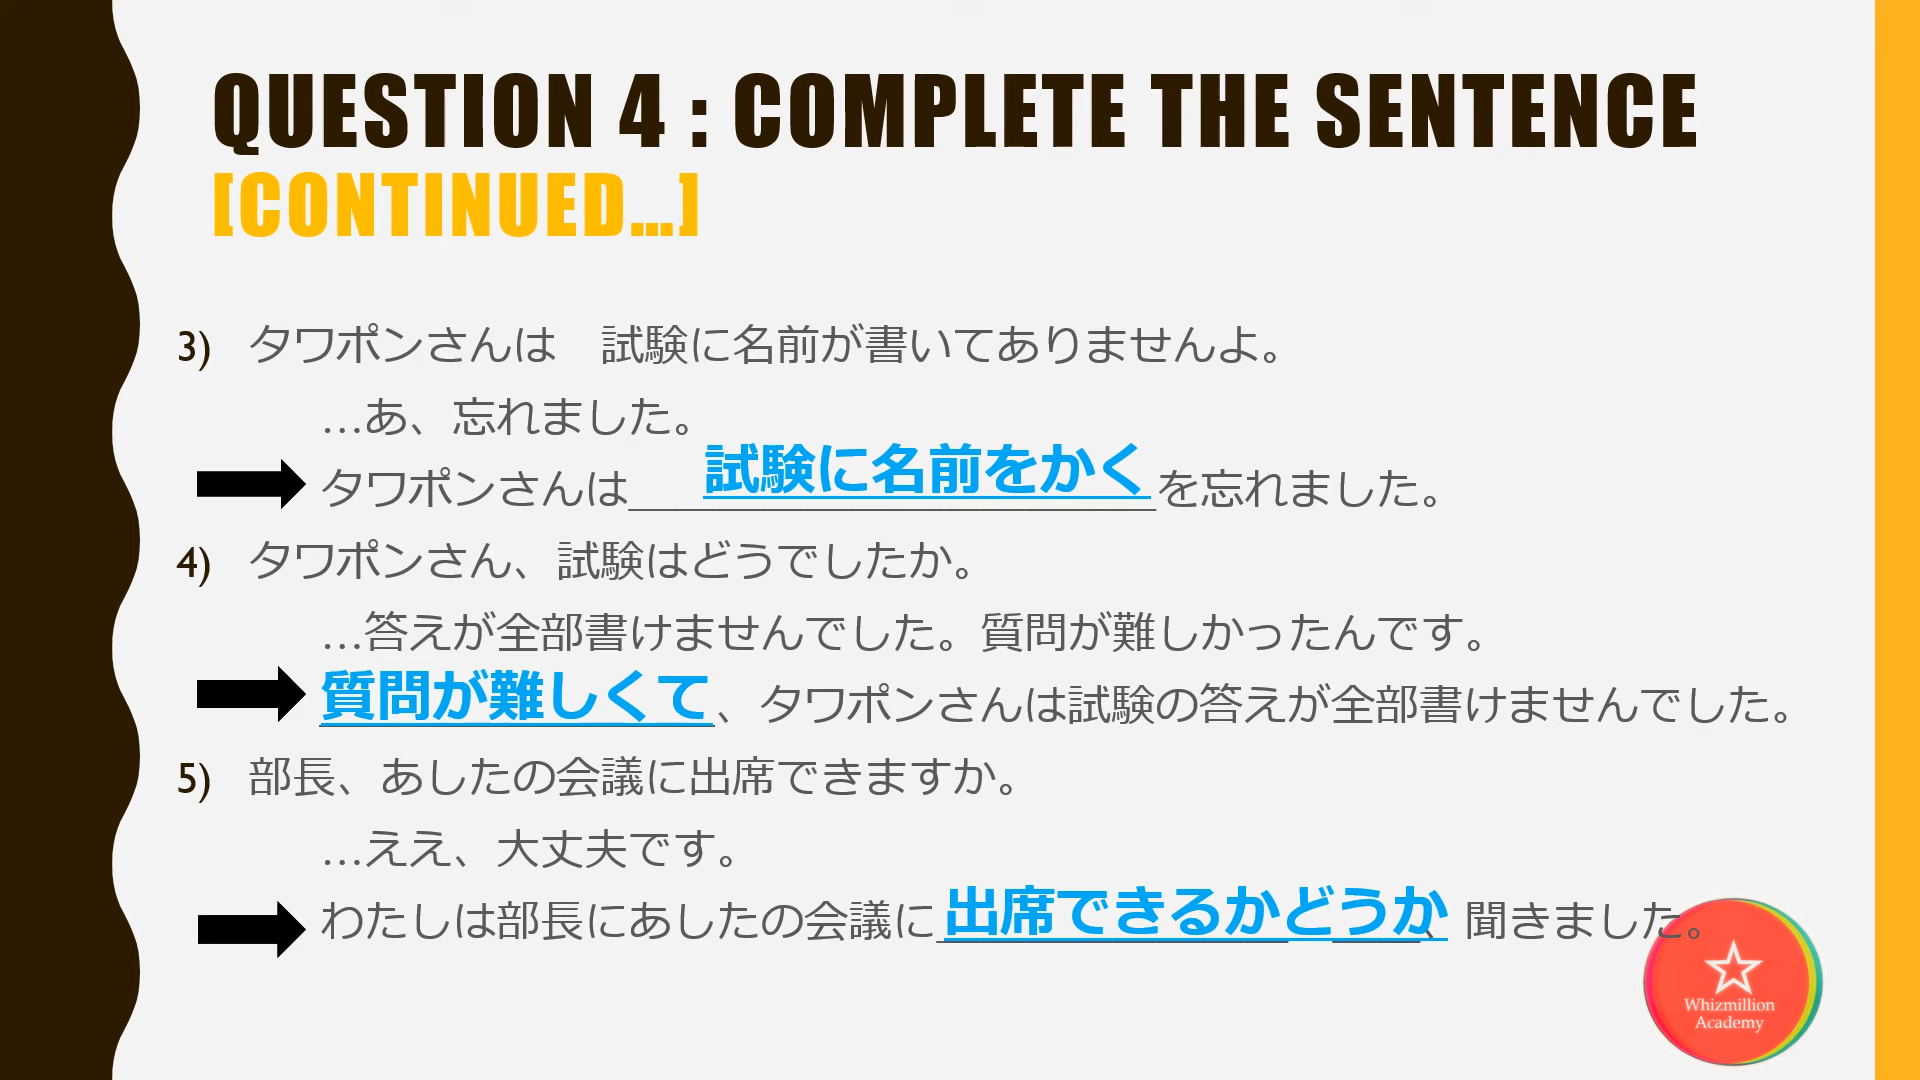 QUESTION 4 : COMPLETE THE SENTENCE
[CONTINUED...]
3) タワポンさんは　試験に名前が書いてありませんよ。
…あ、忘れました。
タワポンさんは試験に名前をかくを忘れました。
4) タワポンさん、試験はどうでしたか。
…答えが全部書けませんでした。質問が難しかったんです。
質問が難しくて、タワポンさんは試験の答えが全部書けませんでした。
5) 部長、あしたの会議に出席できますか。
…ええ、大丈夫です。
わたしは部長にあしたの会議に出席できるかどうか、聞きました。
Whizmillion
Academy